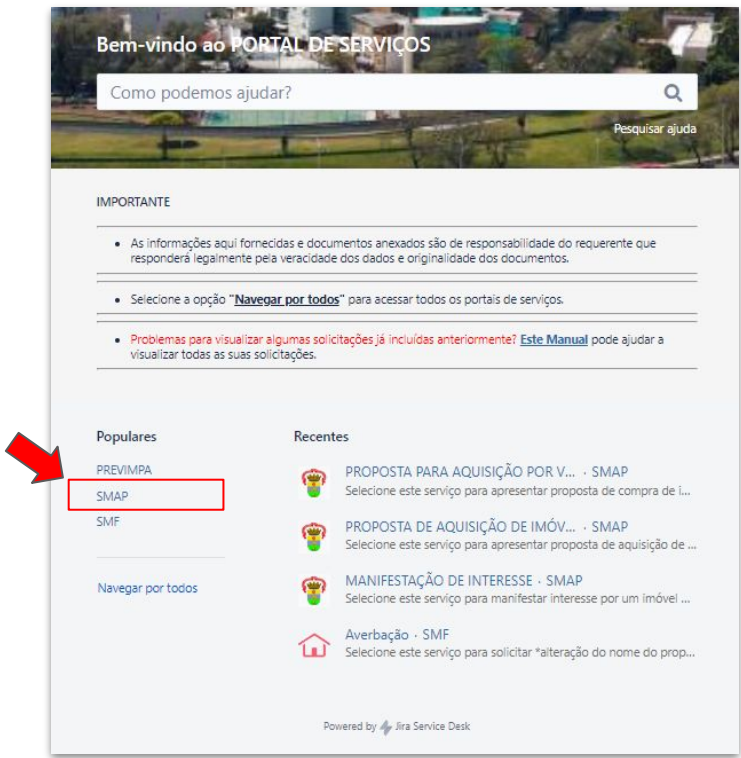 Bem-vindo ao PORTAL DE SERVIÇOS
Como podemos ajudar?
Pesquisar ajuda
IMPORTANTE
As informações aqui fornecidas e documentos anexados são de responsabilidade do requerente que
responderá legalmente pela veracidade dos dados e originalidade dos documentos.
Selecione a opção "Navegar por todos" para acessar todos os portais de serviços.
Problemas para visualizar algumas solicitações já incluídas anteriormente? Este Manual pode ajudar a
visualizar todas as suas solicitações.
Populares
PREVIMPA
SMAP
SMF
Navegar por todos
Recentes
PROPOSTA PARA AQUISIÇÃO POR V... · SMAP
Selecione este serviço para apresentar proposta de compra de i...
PROPOSTA DE AQUISIÇÃO DE IMÓV... · SMAP
Selecione este serviço para apresentar proposta de aquisição de ...
MANIFESTAÇÃO DE INTERESSE · SMAP
Selecione este serviço para manifestar interesse por um imóvel ...
Averbação · SMF
Selecione este serviço para solicitar *alteração do nome do prop...
Powered by Jira Service Desk